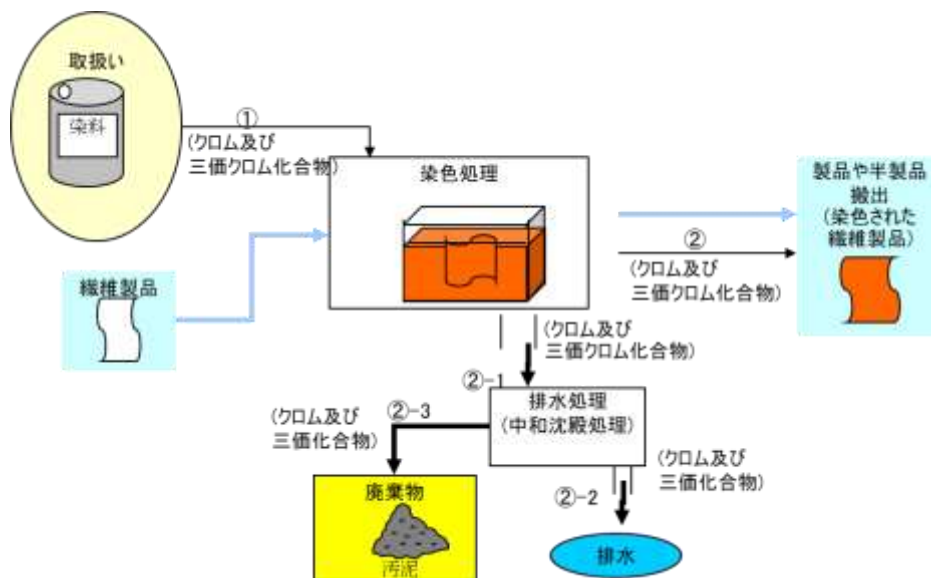 取扱い
染料
①
(クロム及び
三価クロム化合物)
染色処理
製品や半製品
搬出
(染色された
繊維製品)
②
(クロム及び
三価クロム化合物)
繊維製品
(クロム及び
三価クロム化合物)
②-1
排水処理
(中和沈殿処理)
②-3
(クロム及び
三価化合物)
(クロム及び
三価化合物)
②-2
廃棄物
汚泥
排水